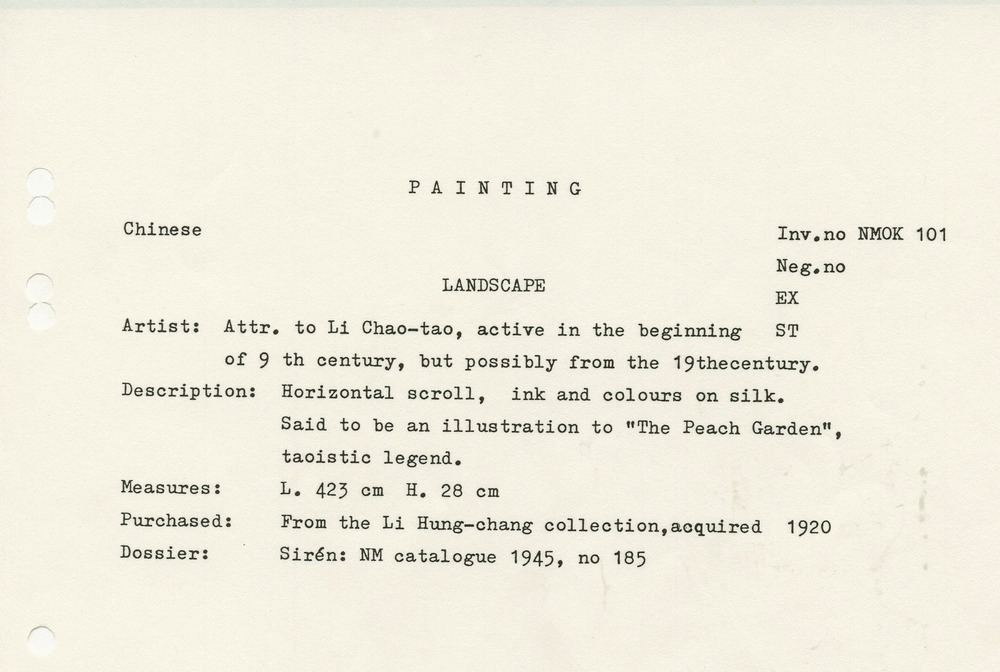 P A I N T I N G
Chinese
Inv.no NMOK 101
Neg.no
LANDSCAPE
EX
Artist: Attr. to Li Chao-tao, active in the beginning
ST
of 9 th century, but possibly from the 19thecentury.
Description: Horizontal scroll, ink and colours on silk.
Said to be an illustration to "The Peach Garden",
taoistic legend.
Measures: L. 423 cm H. 28 cm
Purchased: From the Li Hung-chang collection,acquired 1920
Dossier: Sirén: NM catalogue 1945, no 185